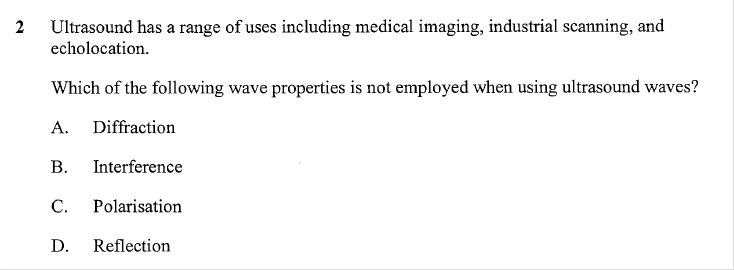 2 Ultrasound has a range of uses including medical imaging, industrial scanning, and
echolocation.
Which of the following wave properties is not employed when using ultrasound waves?
A. Diffraction
B. Interference
C. Polarisation
D. Reflection